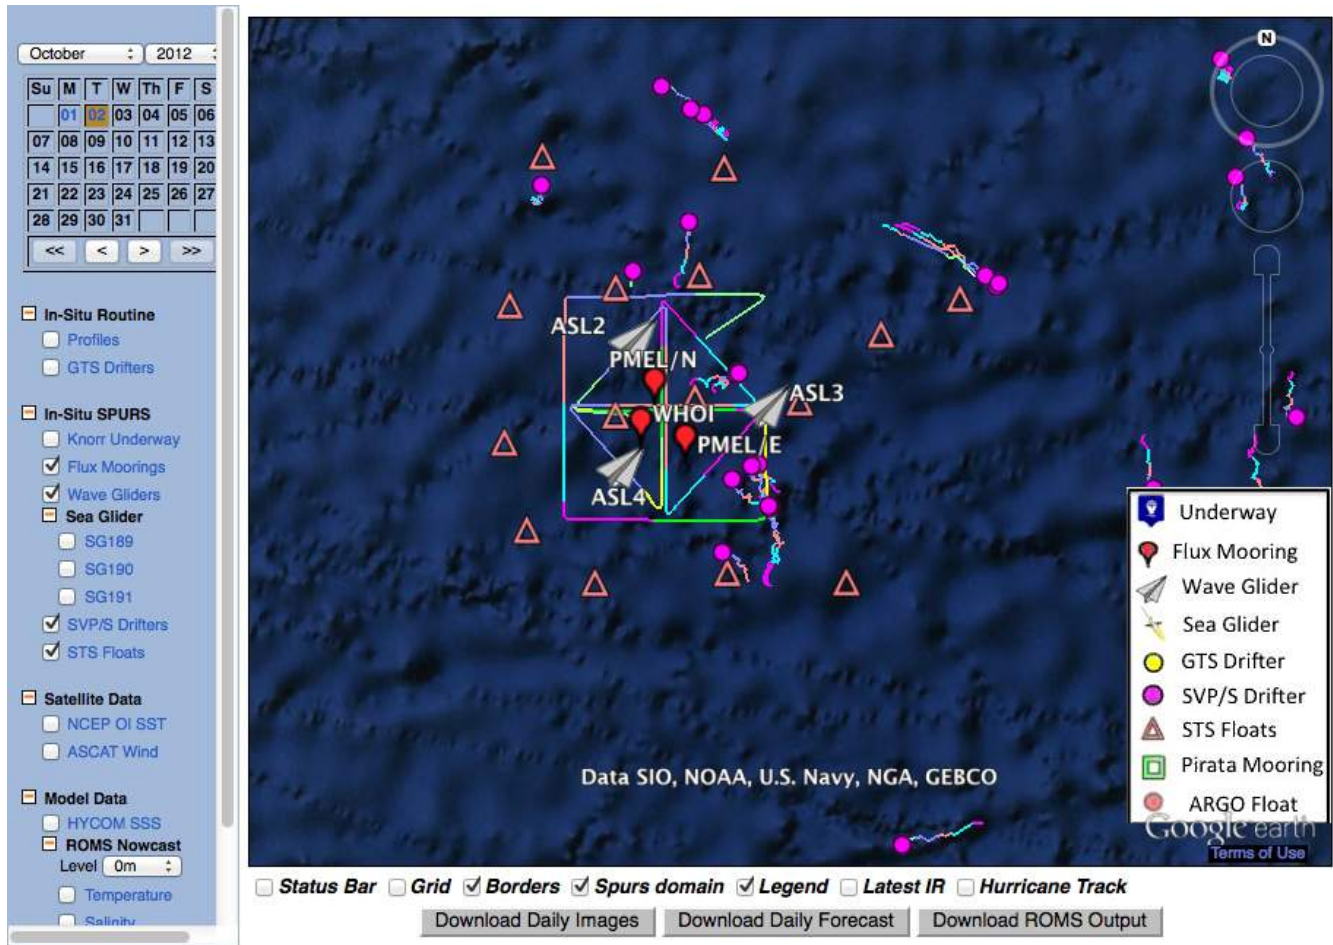 October 2012
Su M T W Th F S
01 02 03 04 05 06
07 08 09 10 11 12 13
14 15 16 17 18 19 20
21 22 23 24 25 26 27
28 29 30 31
<< < > >>
In-Situ Routine
Profiles
GTS Drifters
In-Situ SPURS
Knorr Underway
Flux Moorings
Wave Gliders
Sea Glider
SG189
SG190
SG191
SVP/S Drifters
STS Floats
Satellite Data
NCEP OI SST
ASCAT Wind
Model Data
HYCOM SSS
ROMS Nowcast
Level 0m
Temperature
Salinity
N
ASL2
PMEL/N
ASL3
WHOI
PMEL/E
ASL4
Underway
Flux Mooring
Wave Glider
Sea Glider
GTS Drifter
SVP/S Drifter
STS Floats
Pirata Mooring
ARGO Float
Data SIO, NOAA, U.S. Navy, NGA, GEBCO
Google earth
Terms of Use
Status Bar Grid Borders Spurs domain Legend Latest IR Hurricane Track
Download Daily Images Download Daily Forecast Download ROMS Output